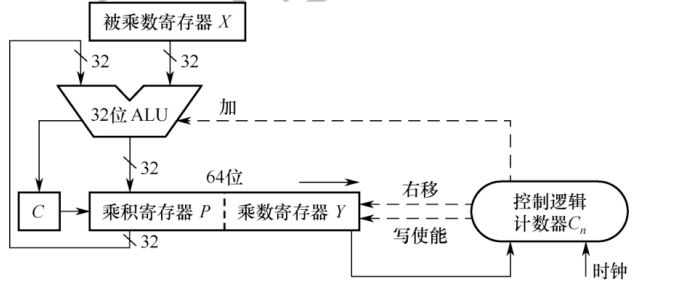 被乘数寄存器 X
32
32
32位 ALU
加
32
64位
C
乘积寄存器 P
乘数寄存器 Y
右移
写使能
控制逻辑
计数器Cn
32
时钟